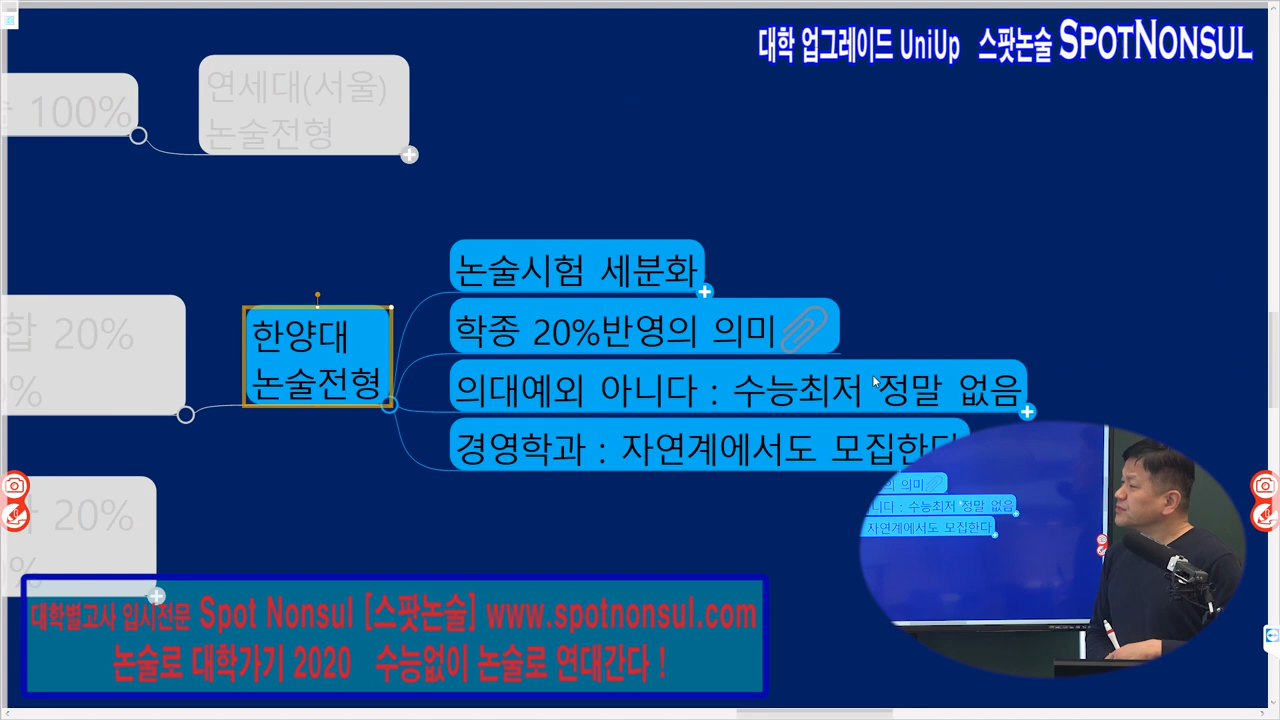 대학 업그레이드 UniUp 스팟논술 SPOTNONSUL
100%
연세대(서울)
논술전형
논술시험 세분화
합 20%
%
한양대
논술전형
학종 20%반영의 의미
의대예외 아니다 : 수능최저 정말 없음
경영학과 : 자연계에서도 모집한다
의 의미
니다 : 수능최저 정말 없음
자연계에서도 모집한다
20%
%
대학별고사 입시전문 Spot Nonsul [스팟논술] www.spotnonsul.com
논술로 대학가기 2020 수능없이 논술로 연대간다 !